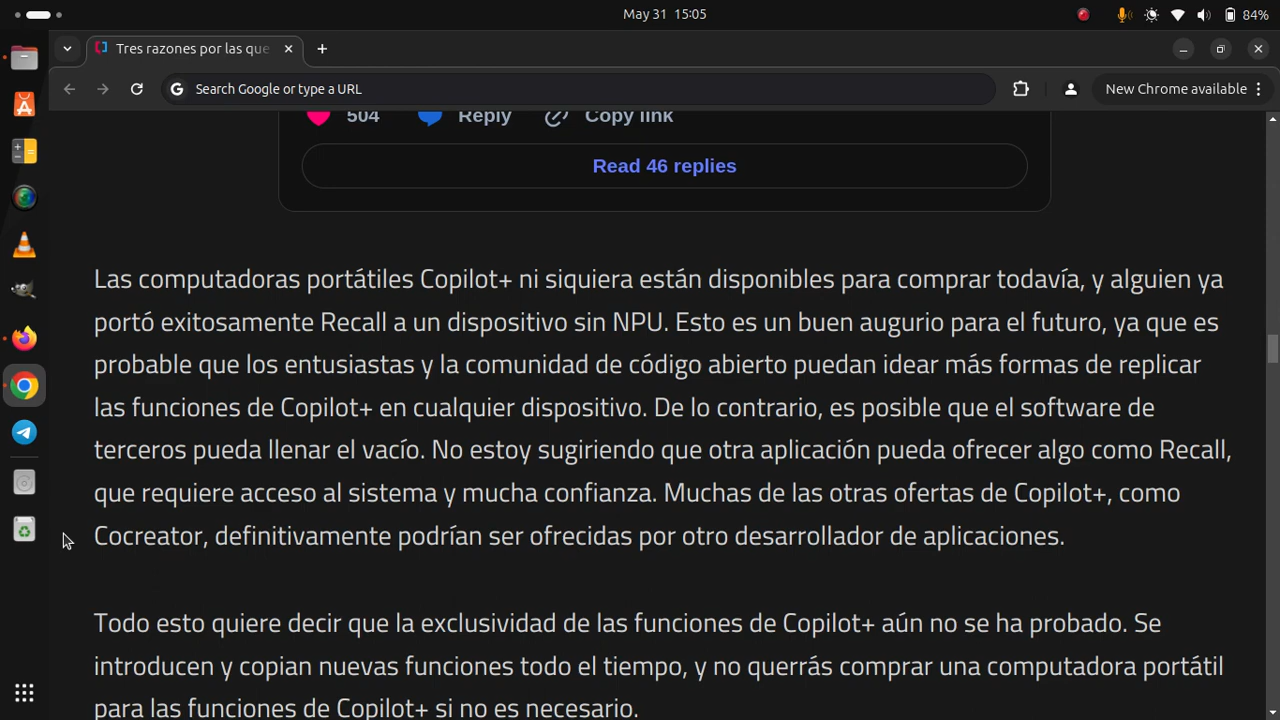 May 31 15:05
84%
Tres razones por las que
Search Google or type a URL
New Chrome available
504 Reply Copy link
Read 46 replies
Las computadoras portátiles Copilot+ ni siquiera están disponibles para comprar todavía, y alguien ya
portó exitosamente Recall a un dispositivo sin NPU. Esto es un buen augurio para el futuro, ya que es
probable que los entusiastas y la comunidad de código abierto puedan idear más formas de replicar
las funciones de Copilot+ en cualquier dispositivo. De lo contrario, es posible que el software de
terceros pueda llenar el vacío. No estoy sugiriendo que otra aplicación pueda ofrecer algo como Recall,
que requiere acceso al sistema y mucha confianza. Muchas de las otras ofertas de Copilot+, como
Cocreator, definitivamente podrían ser ofrecidas por otro desarrollador de aplicaciones.
Todo esto quiere decir que la exclusividad de las funciones de Copilot+ aún no se ha probado. Se
introducen y copian nuevas funciones todo el tiempo, y no querrás comprar una computadora portátil
para las funciones de Copilot+ si no es necesario.